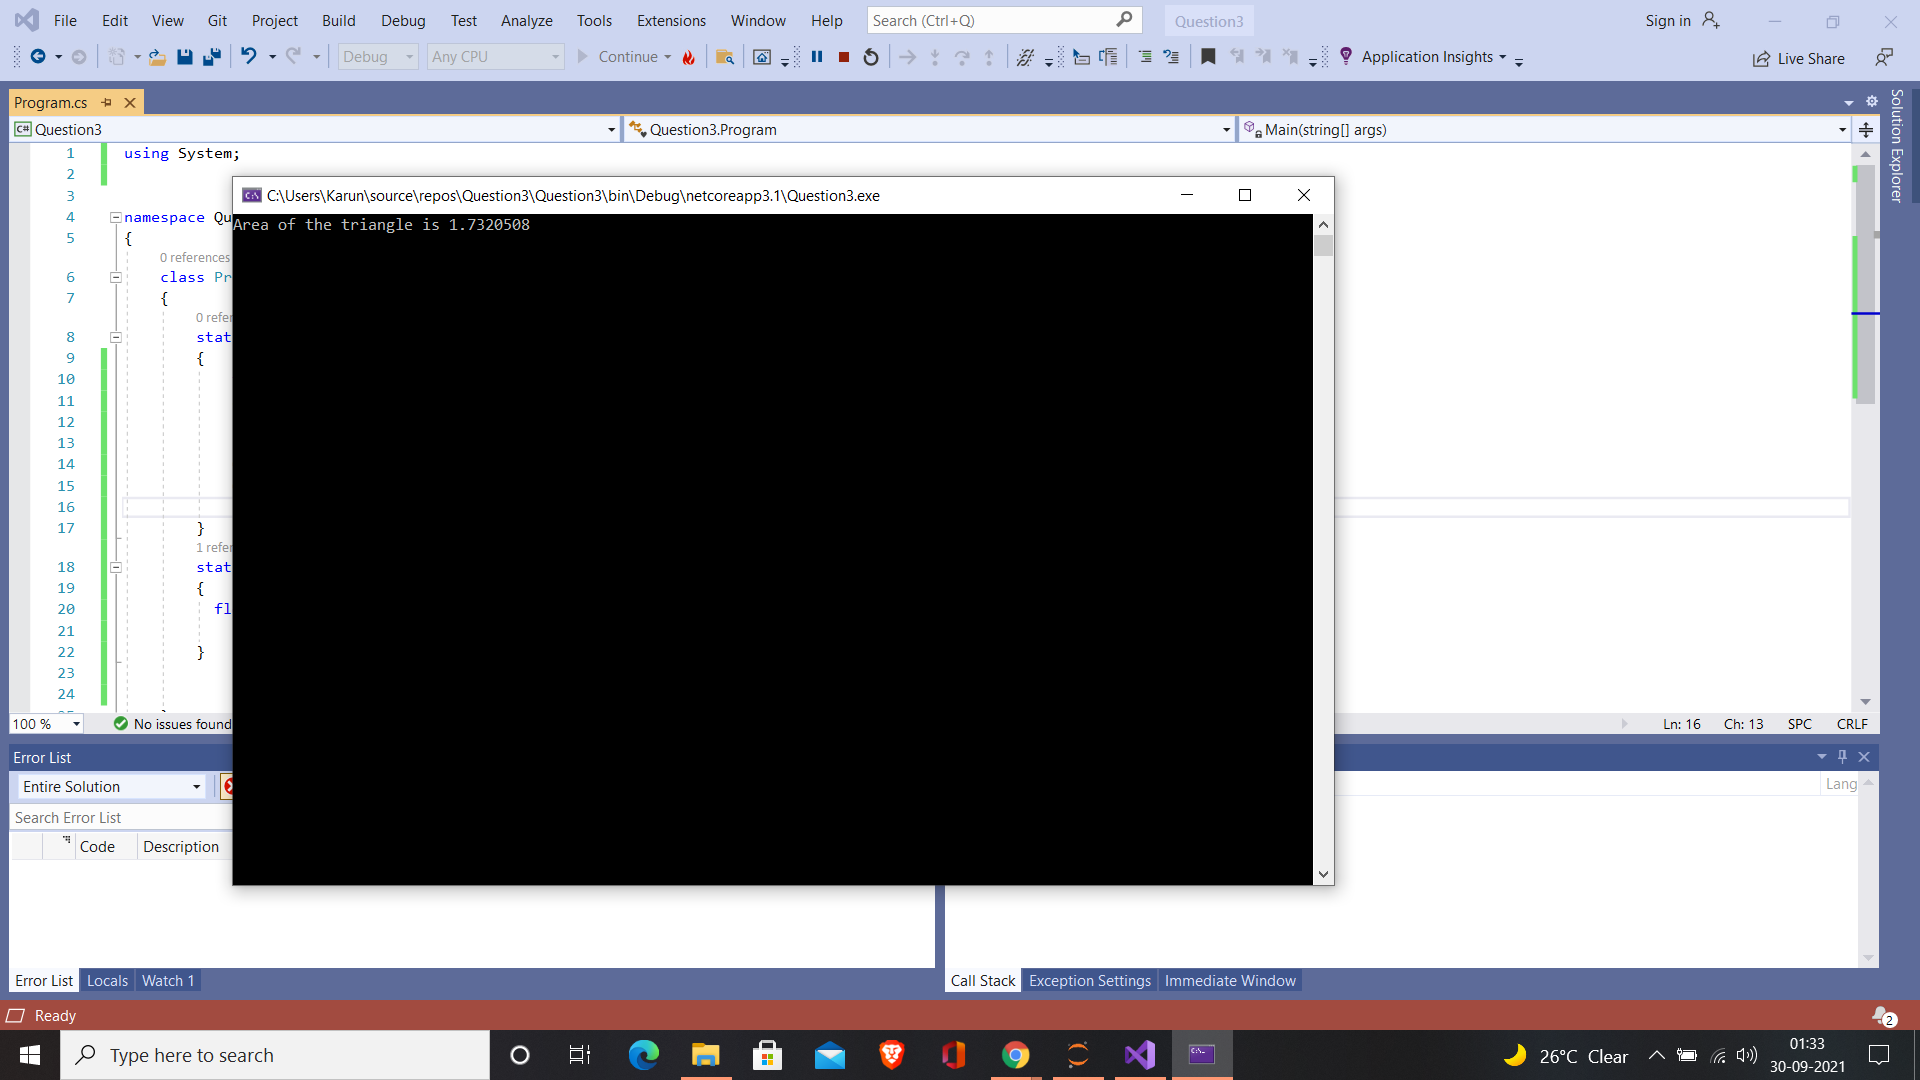 File Edit View Git Project Build Debug Test Analyze Tools Extensions Window Help Search (Ctrl+Q) Question3 Sign in
Debug Any CPU Continue Application Insights Live Share
Program.cs
Question3 Question3.Program Main(string[] args)
Solution Explorer
1 using System;
2
3
4 namespace Qu
5 {
0 references
6 class Pr
7 {
0 refer
8 stat
9 {
10
11
12
13
14
15
16
17 }
1 refer
18 stat
19 {
20 fl
21
22 }
23
24
C:\Users\Karun\source\repos\Question3\Question3\bin\Debug\netcoreapp3.1\Question3.exe
Area of the triangle is 1.7320508
100 % No issues found Ln: 16 Ch: 13 SPC CRLF
Error List
Entire Solution
Search Error List
Code Description
Lang
Error List Locals Watch 1
Call Stack Exception Settings Immediate Window
Ready
2
Type here to search
26°C Clear
01:33
30-09-2021